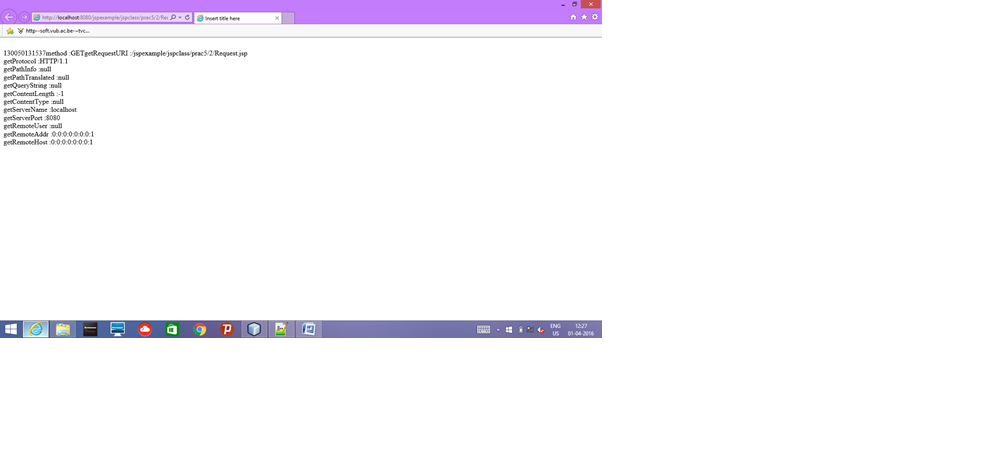 http://localhost:8080/jspexample/jspclass/prac5/2/Rec
Insert title here
http--soft.vub.ac.be-~tvc...
130050131537method :GETgetRequestURI :/jspexample/jspclass/prac5/2/Request.jsp
getProtocol :HTTP/1.1
getPathInfo :null
getPathTranslated :null
getQueryString :null
getContentLength :-1
getContentType :null
getServerName :localhost
getServerPort :8080
getRemoteUser :null
getRemoteAddr :0:0:0:0:0:0:0:1
getRemoteHost :0:0:0:0:0:0:0:1
ENG
US
12:27
01-04-2016